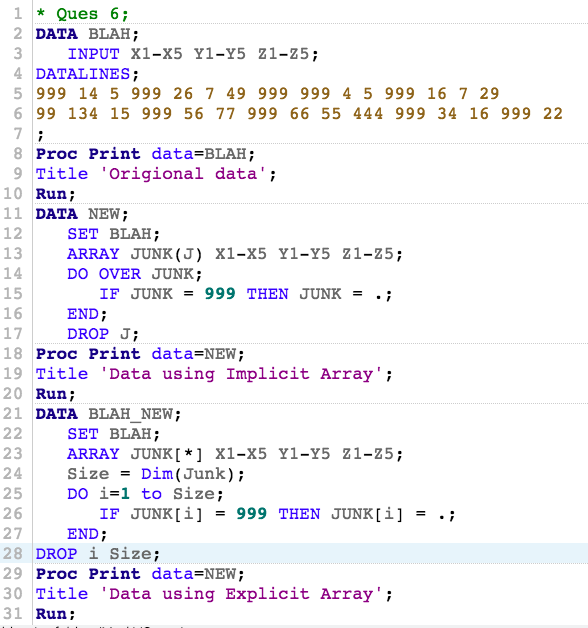 1 * Ques 6;
2 DATA BLAH;
3 INPUT X1-X5 Y1-Y5 Z1-Z5;
4 DATALINES;
5 999 14 5 999 26 7 49 999 999 4 5 999 16 7 29
6 99 134 15 999 56 77 999 66 55 444 999 34 16 999 22
7 ;
8 Proc Print data=BLAH;
9 Title 'Origional data';
10 Run;
11 DATA NEW;
12 SET BLAH;
13 ARRAY JUNK(J) X1-X5 Y1-Y5 Z1-Z5;
14 DO OVER JUNK;
15 IF JUNK = 999 THEN JUNK = .;
16 END;
17 DROP J;
18 Proc Print data=NEW;
19 Title 'Data using Implicit Array';
20 Run;
21 DATA BLAH_NEW;
22 SET BLAH;
23 ARRAY JUNK[*] X1-X5 Y1-Y5 Z1-Z5;
24 Size = Dim(Junk);
25 DO i=1 to Size;
26 IF JUNK[i] = 999 THEN JUNK[i] = .;
27 END;
28 DROP i Size;
29 Proc Print data=NEW;
30 Title 'Data using Explicit Array';
31 Run;